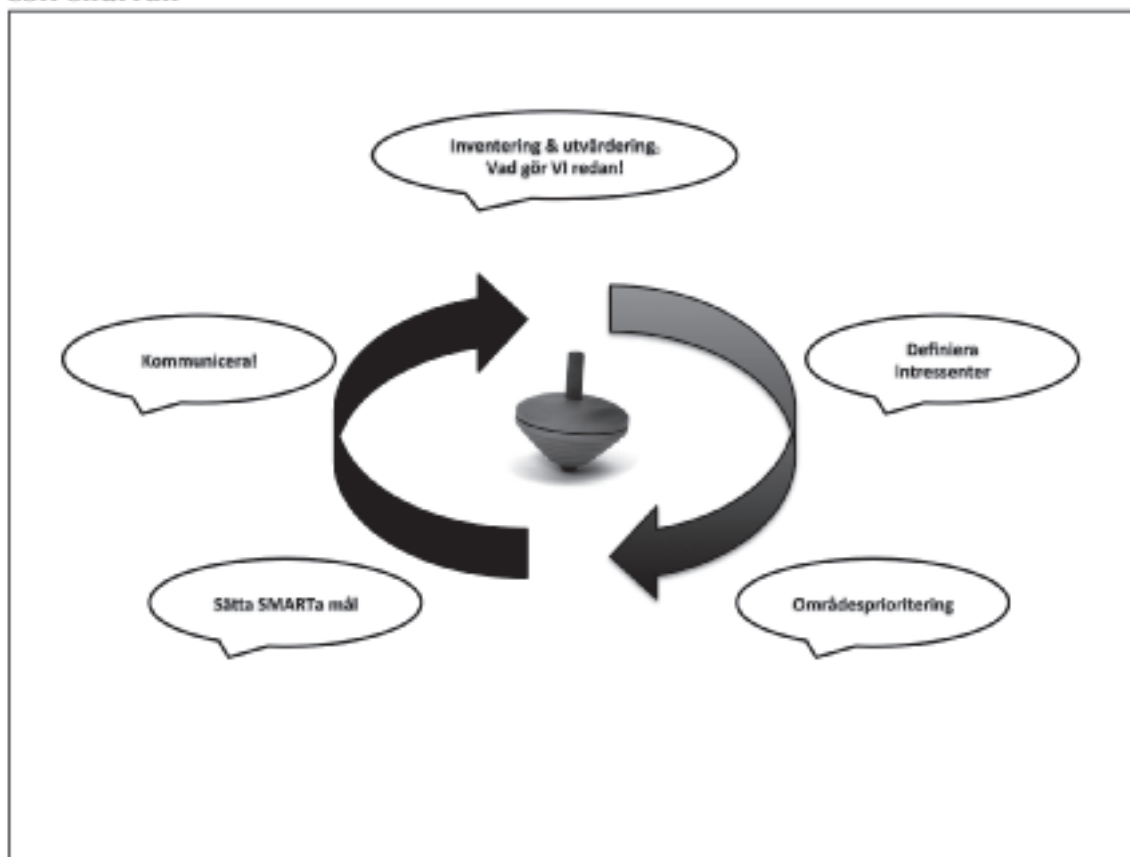 Inventering & utvärdering,
Vad gör VI redan!
Kommunicera!
Definiera
Intressenter
Sätta SMARTa mål
Områdesprioritering